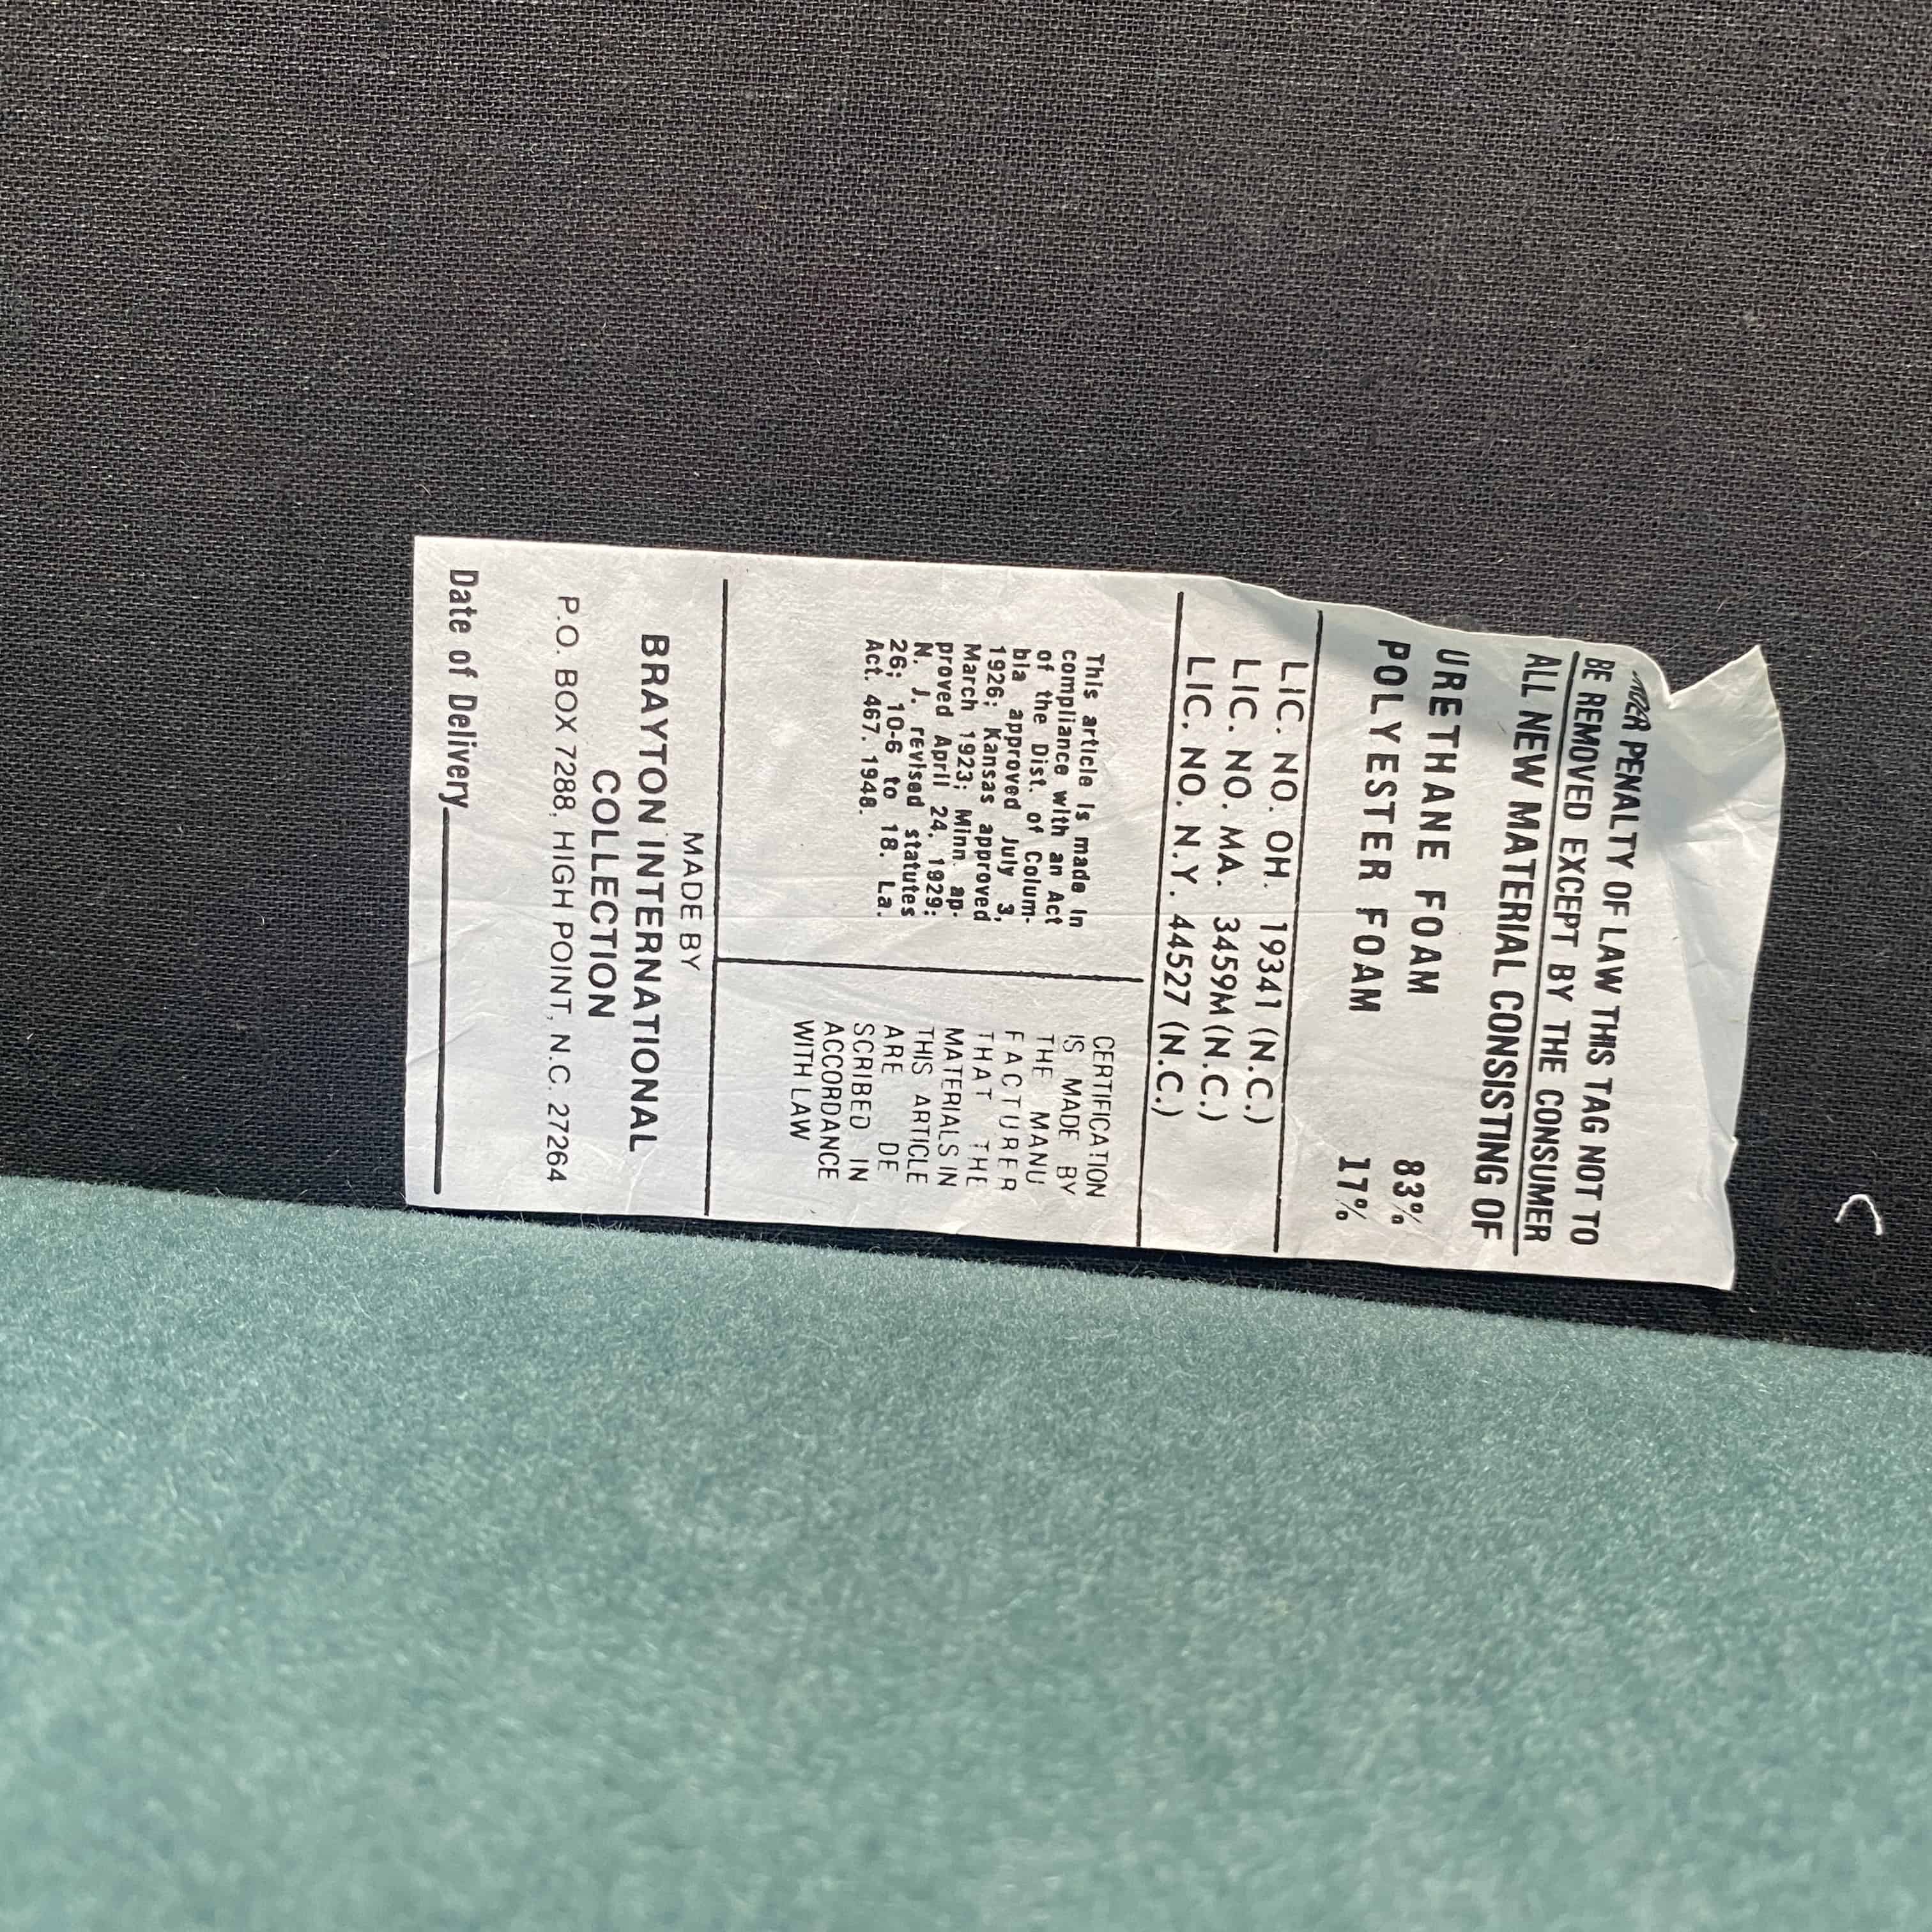 PENALTY OF LAW THIS TAG NOT TO
BE REMOVED EXCEPT BY THE CONSUMER
ALL NEW MATERIAL CONSISTING OF
URETHANE FOAM 83%
POLYESTER FOAM 17%
LIC. NO. OH. 19341 (N.C.)
LIC. NO. MA. 3459M (N.C.)
LIC. NO. N.Y. 44527 (N.C.)
This article is made in
compliance with an Act
of the Dist. of Colum-
bia approved July 3,
1926; Kansas approved
March 1923; Minn. ap-
proved April 24, 1929;
N. J. revised statutes
26; 10-6 to 18. La.
Act. 467. 1948.
CERTIFICATION
IS MADE BY
THE MANU
FACTURER
THAT THE
MATERIALS IN
THIS ARTICLE
ARE DE
SCRIBED IN
ACCORDANCE
WITH LAW
MADE BY
BRAYTON INTERNATIONAL
COLLECTION
P.O. BOX 7288, HIGH POINT, N.C. 27264
Date of Delivery